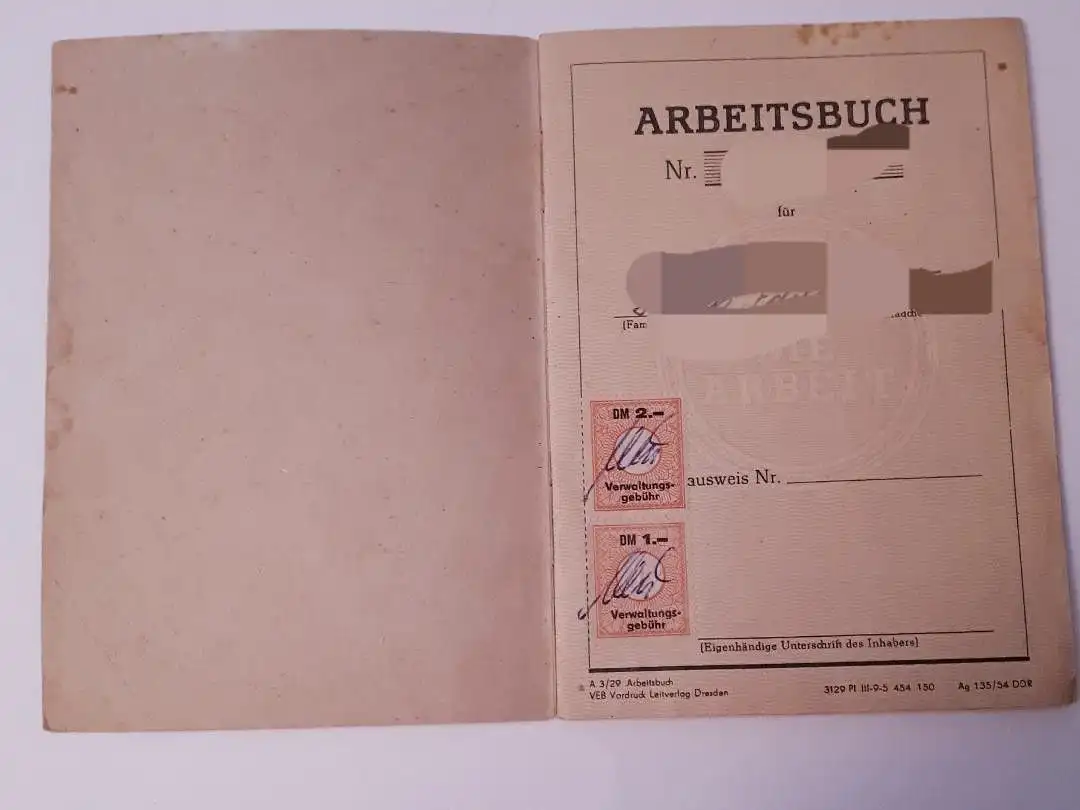 ARBEITSBUCH
Nr.
für
(Fam
ARBEIT
DM 2.–
Verwaltungs-
gebühr
ausweis Nr.
DM 1.–
Verwaltungs-
gebühr
(Eigenhändige Unterschrift des Inhabers)
A 3/29 Arbeitsbuch
VEB Vordruck Leitverlag Dresden
3129 Pl III-9-5 454 150 Ag 135/54 DDR